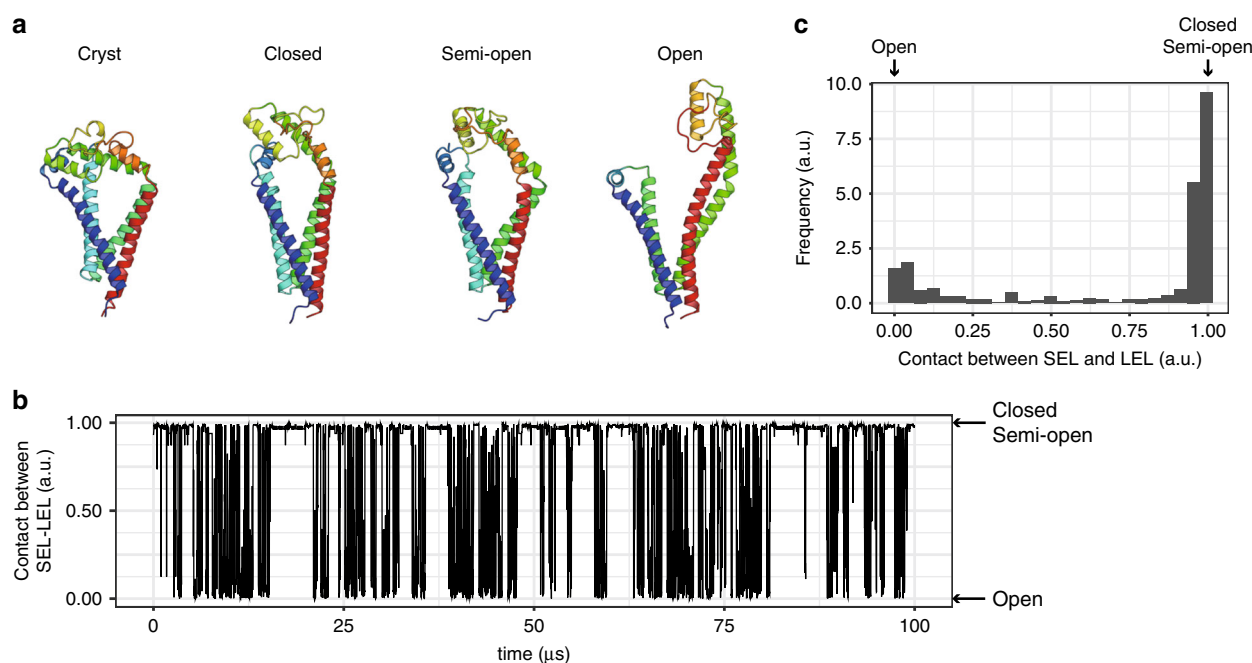 a
Cryst
Closed
Semi-open
Open
c
Open
Closed
Semi-open
10.0
7.5
5.0
2.5
0.0
Frequency (a.u.)
0.00
0.25
0.50
0.75
1.00
Contact between SEL and LEL (a.u.)
b
1.00
0.50
0.00
Contact between
SEL-LEL (a.u.)
Closed
Semi-open
Open
0
25
50
75
100
time (μs)